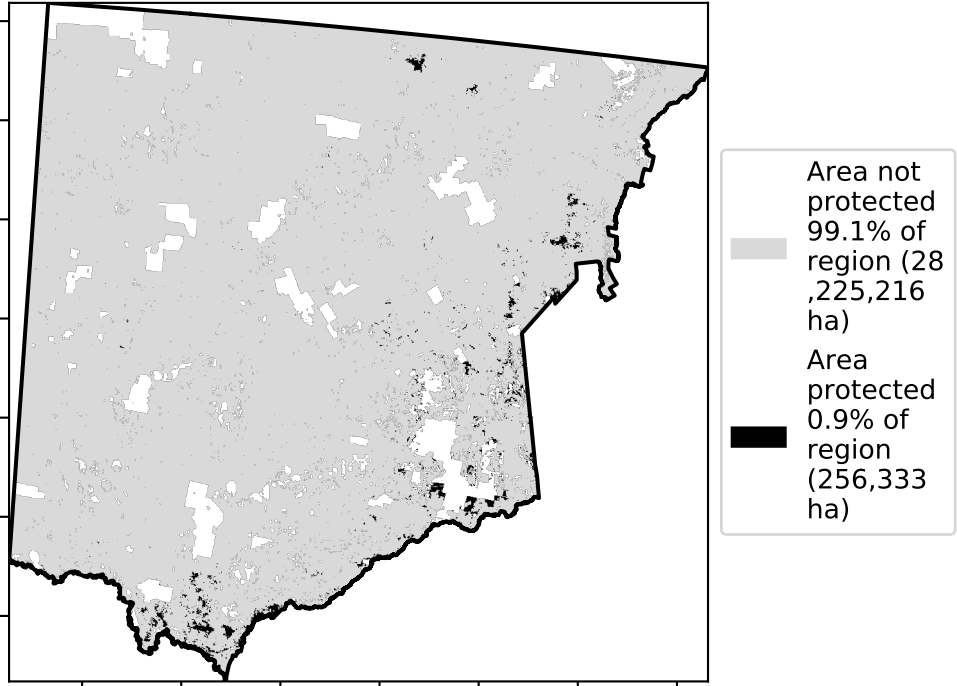 Area not
protected
99.1% of
region (28
,225,216
ha)
Area
protected
0.9% of
region
(256,333
ha)